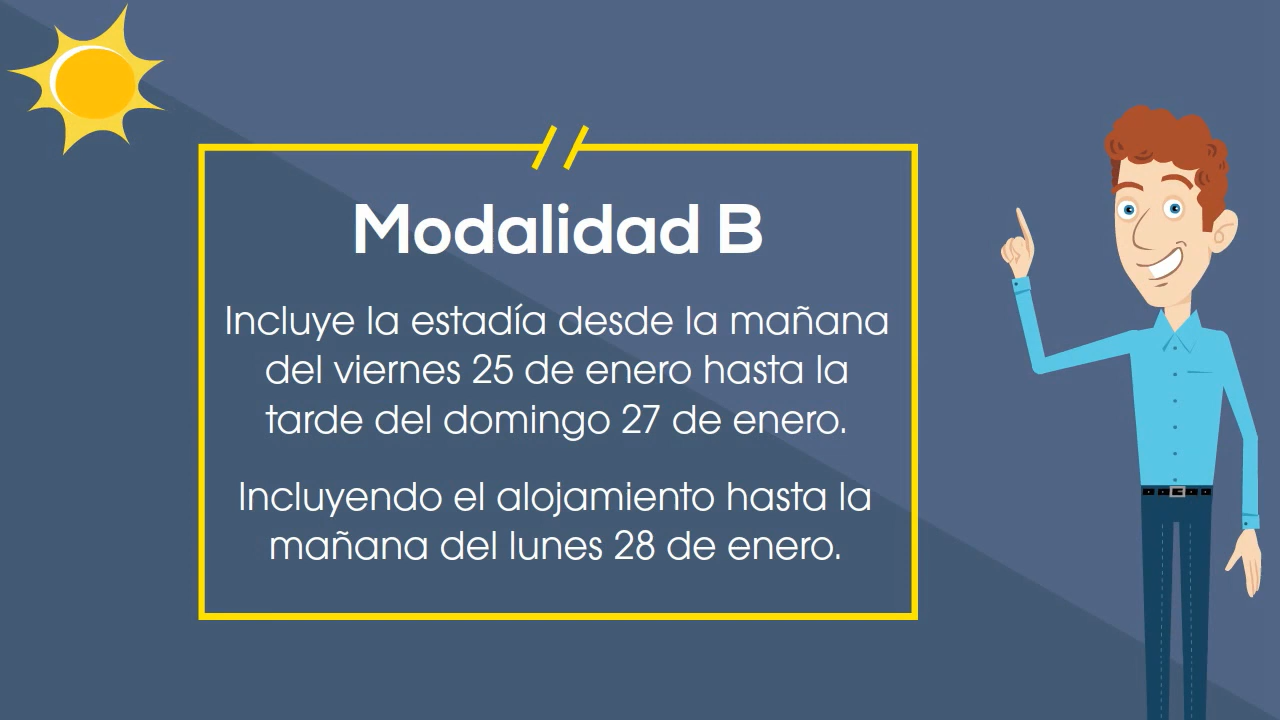 Modalidad B
Incluye la estadía desde la mañana
del viernes 25 de enero hasta la
tarde del domingo 27 de enero.
Incluyendo el alojamiento hasta la
mañana del lunes 28 de enero.